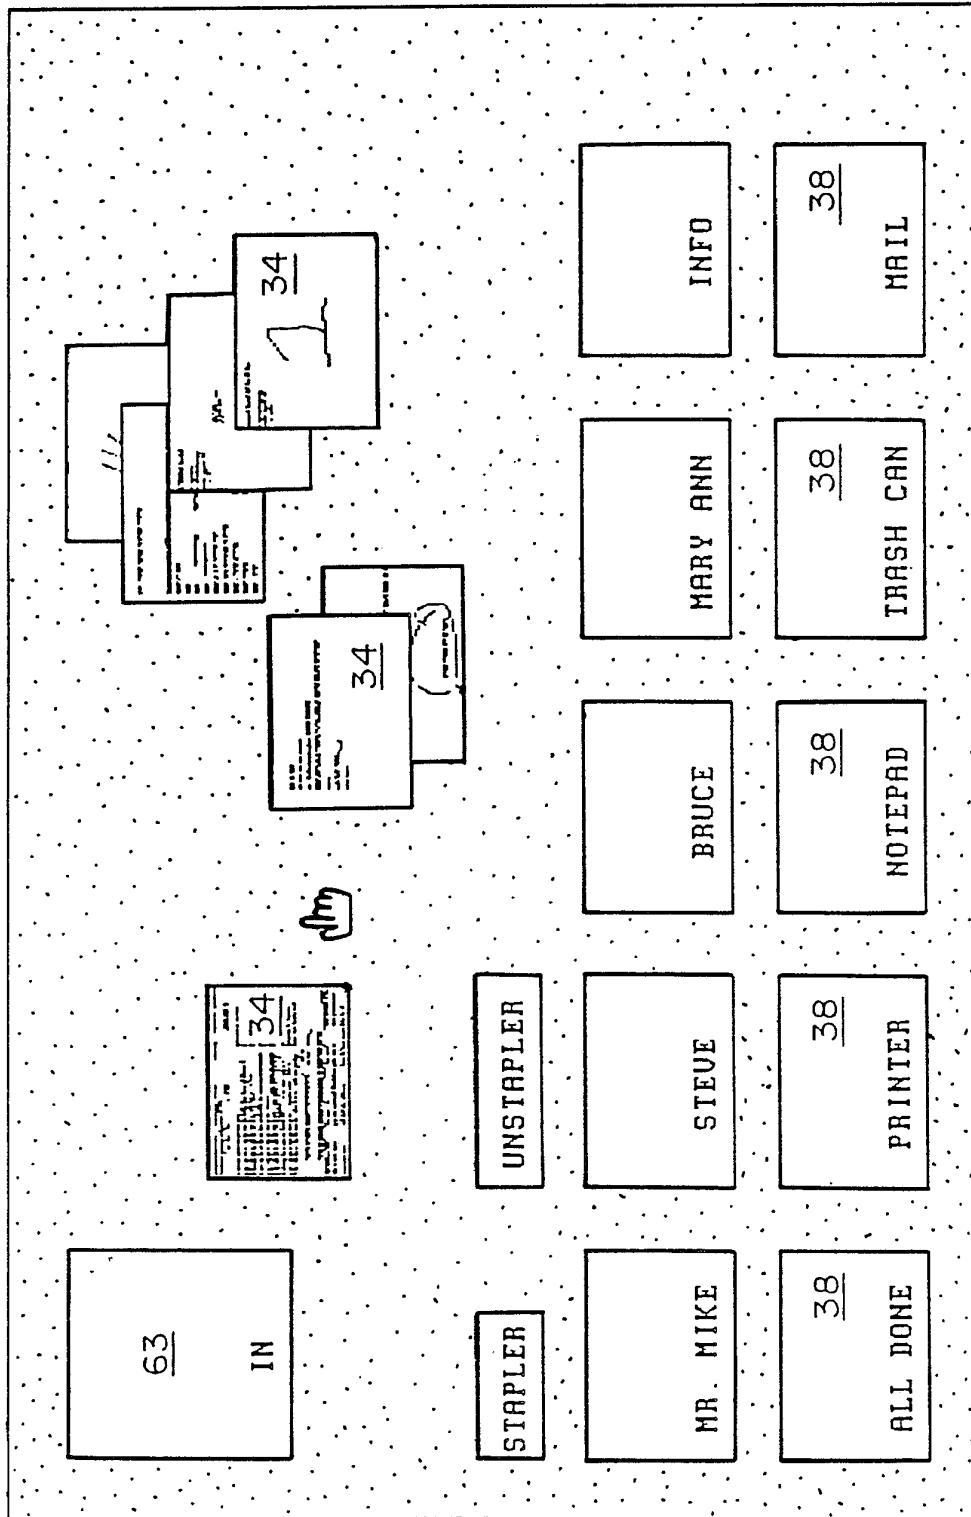 63
IN
34
34
34
STAPLER
UNSTAPLER
MR. MIKE
STEVE
BRUCE
MARY ANN
INFO
38
ALL DONE
38
PRINTER
38
NOTEPAD
38
TRASH CAN
38
MAIL